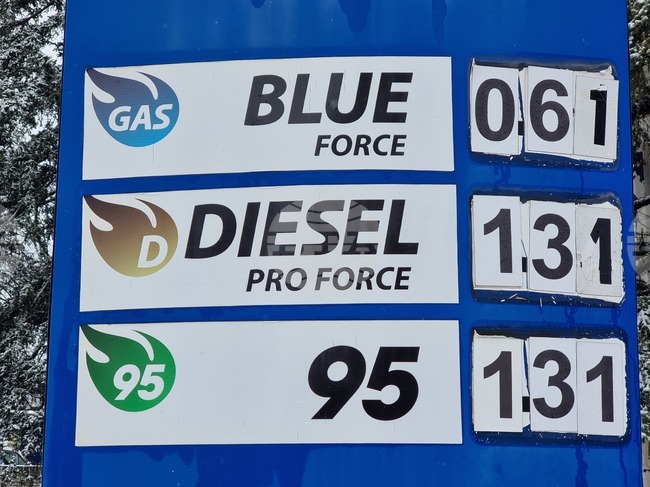 GAS BLUE 0.61
FORCE
D DIESEL 1.31
PRO FORCE
95 95 1.31